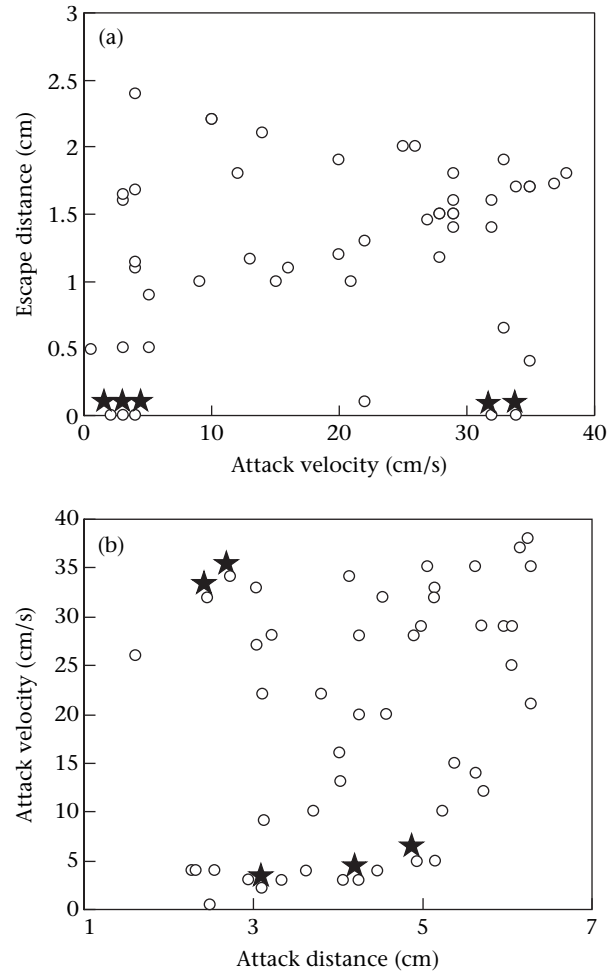 3
(a)
2.5
2
1.5
1
0.5
0
Escape distance (cm)
0 10 20 30 40
Attack velocity (cm/s)
40
(b)
35
30
25
20
15
10
5
0
Attack velocity (cm/s)
1 3 5 7
Attack distance (cm)